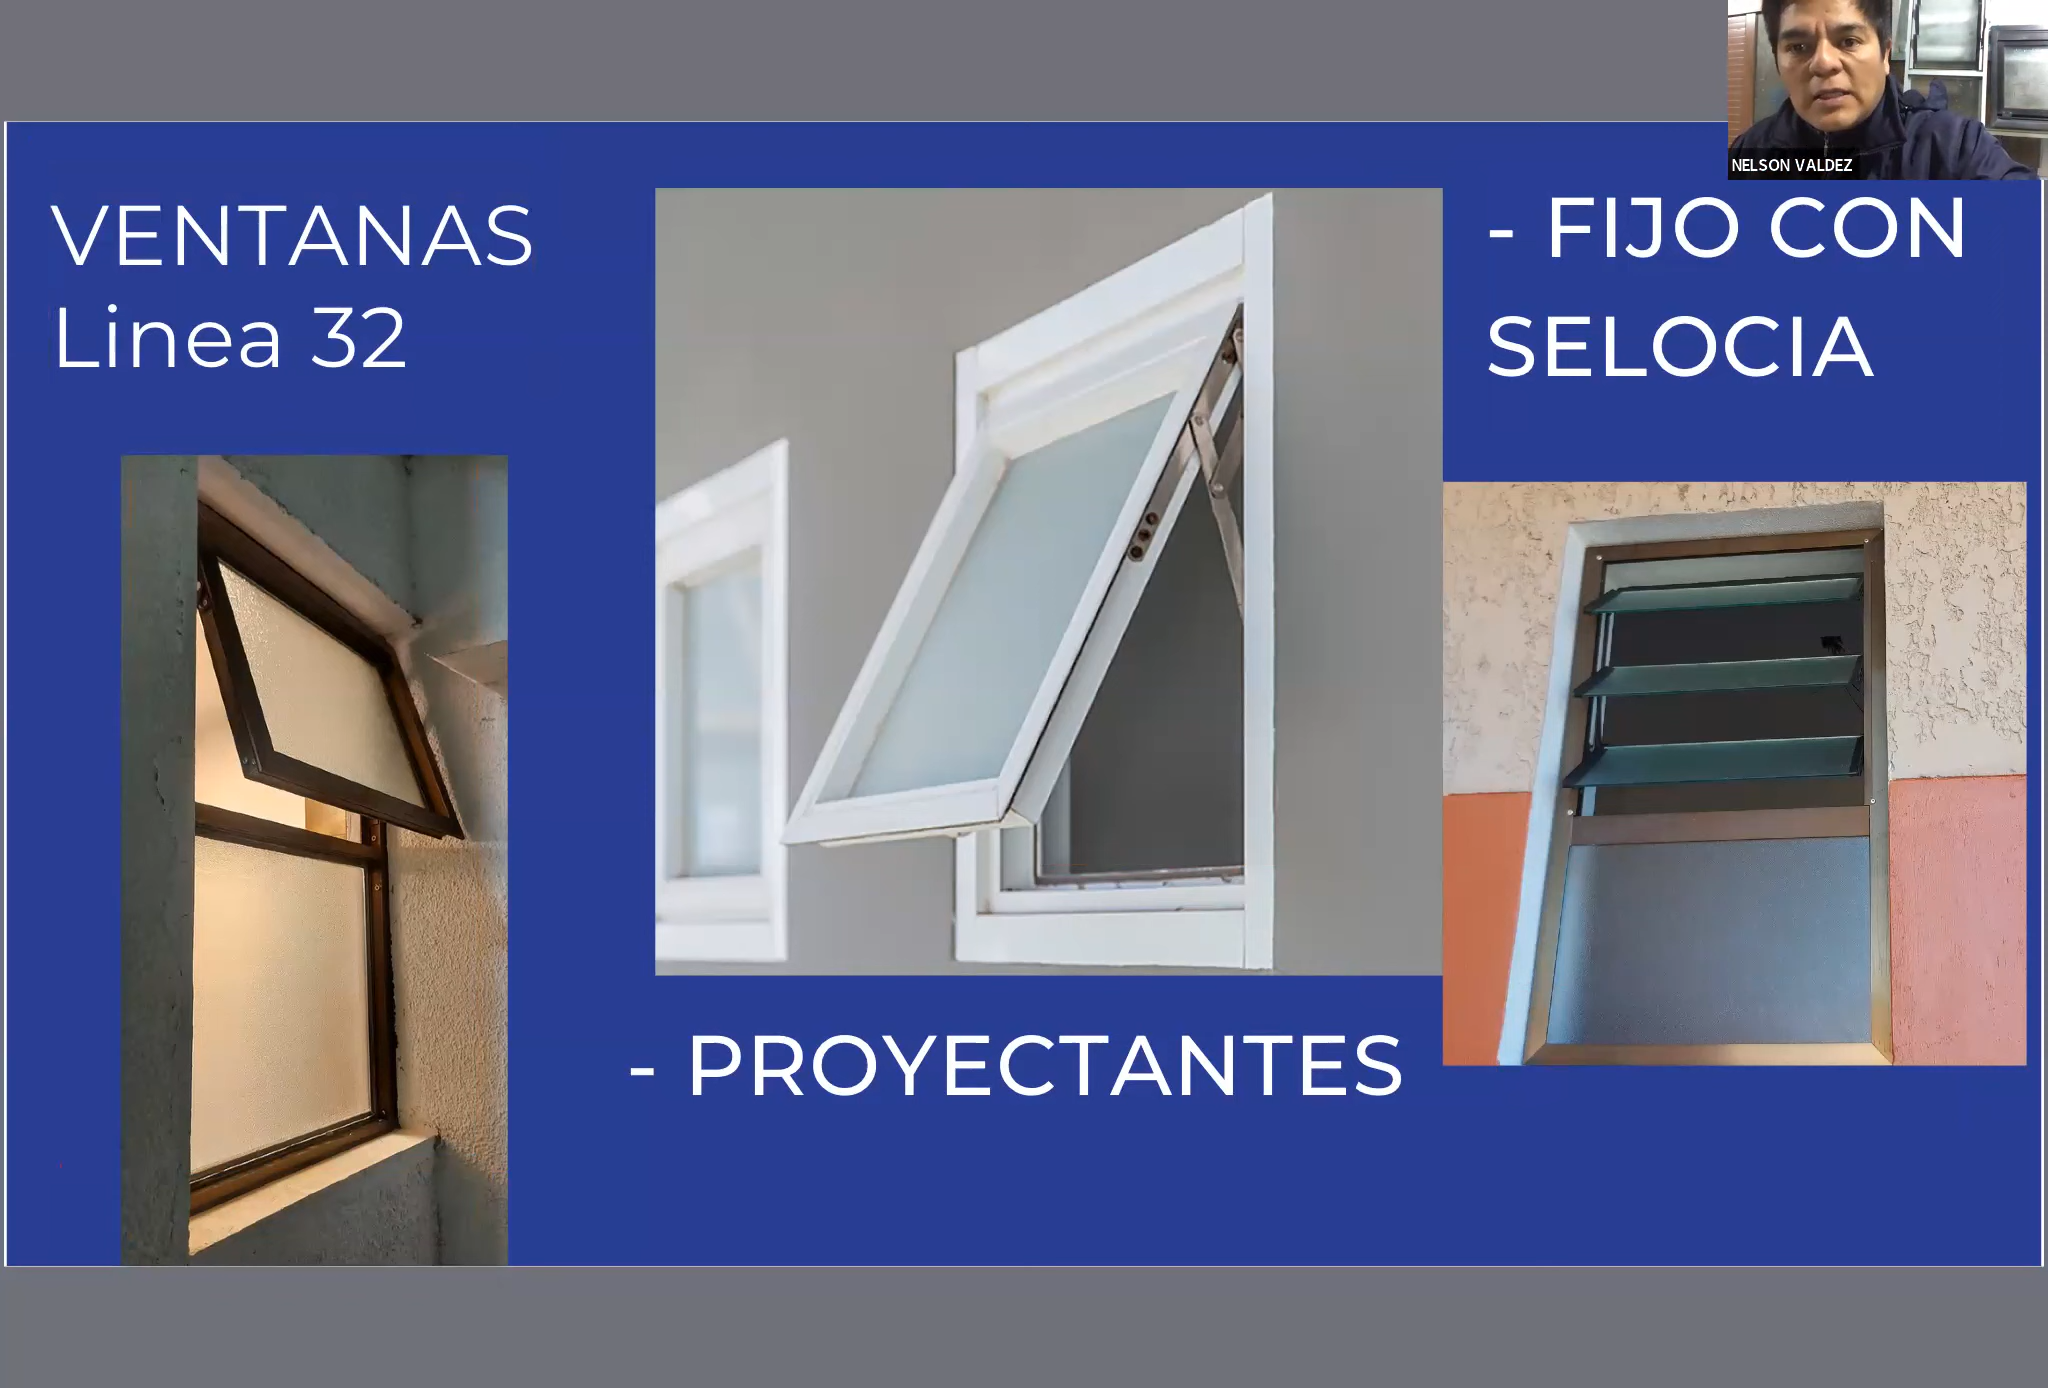 NELSON VALDEZ
VENTANAS
Linea 32
- FIJO CON
SELOCIA
- PROYECTANTES